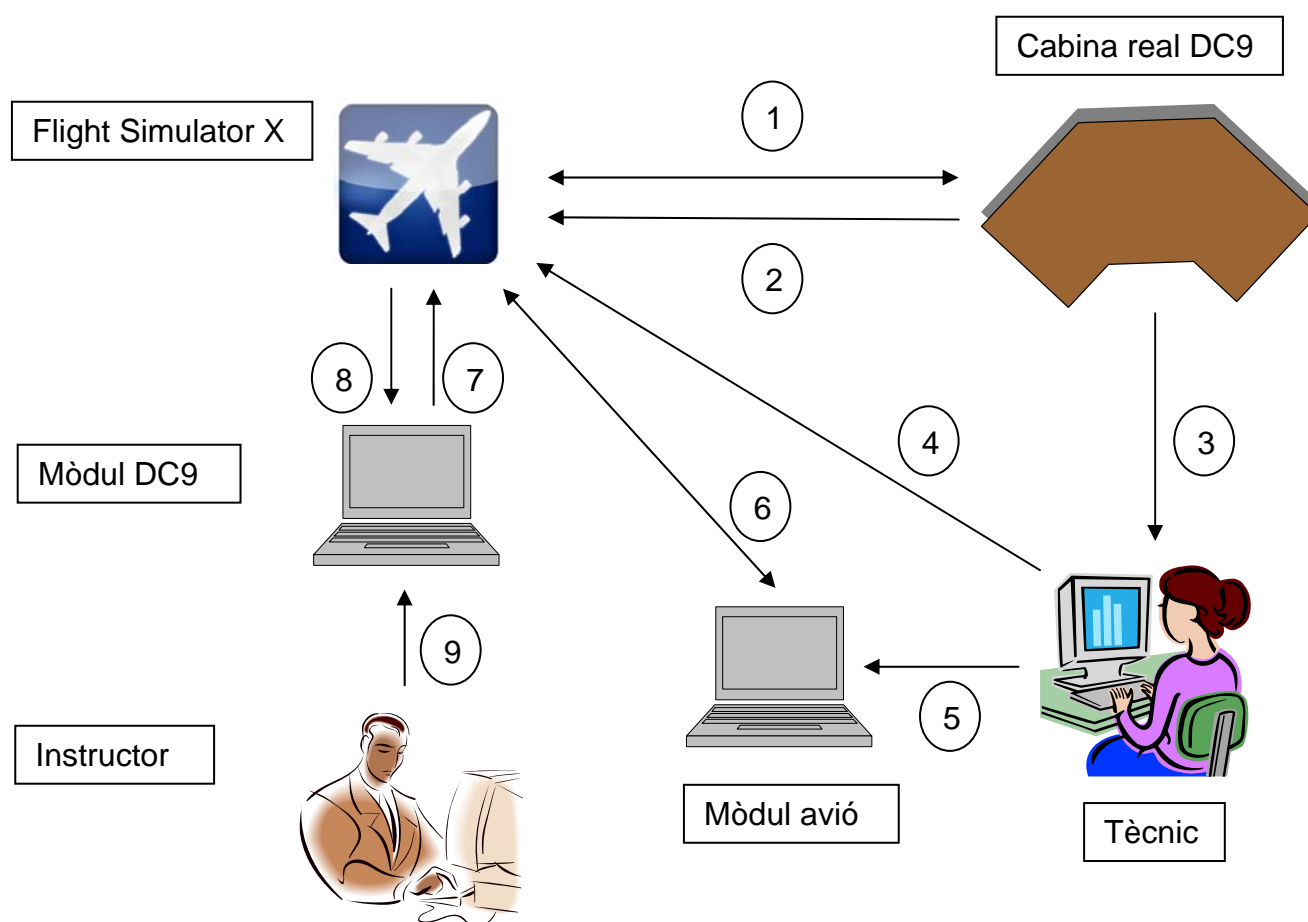 Cabina real DC9
Flight Simulator X
1
2
8
7
4
3
Mòdul DC9
6
9
5
Instructor
Mòdul avió
Tècnic